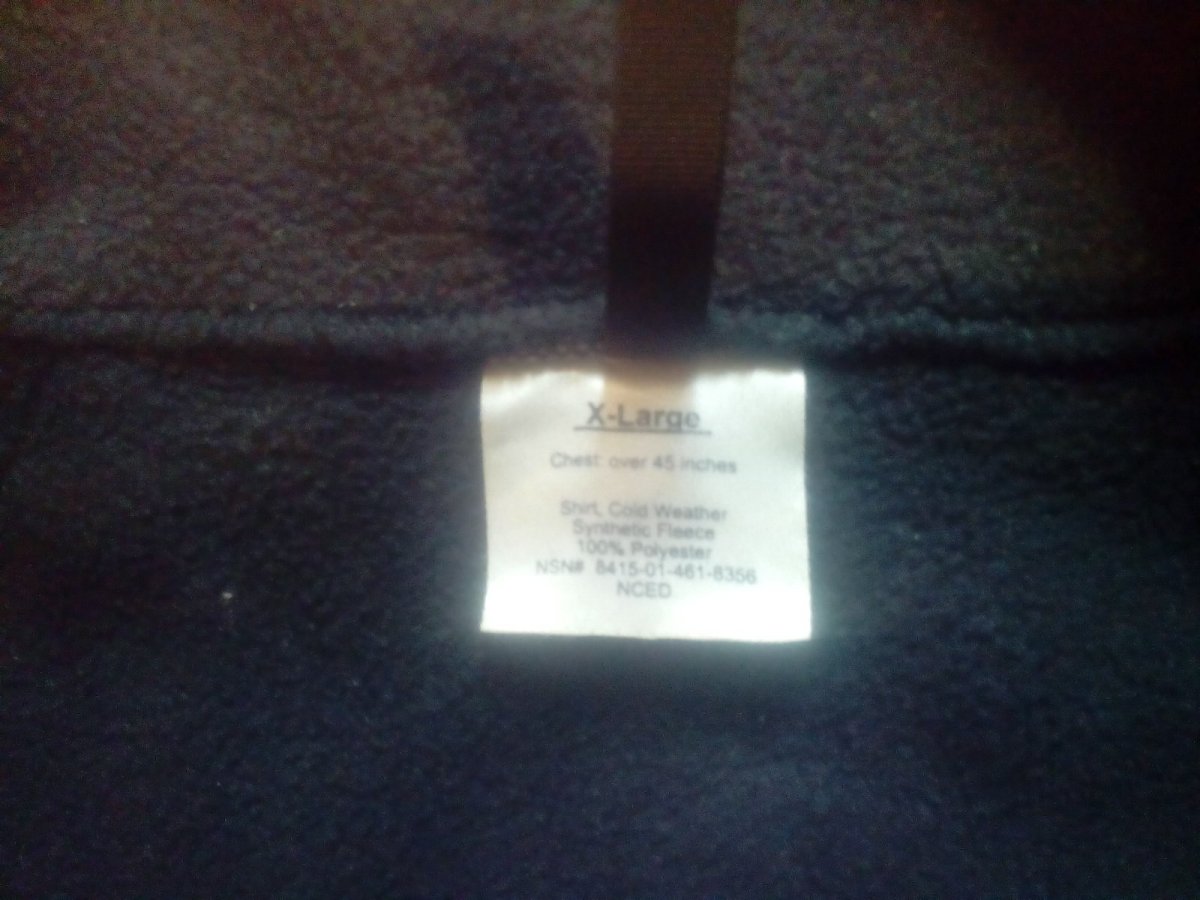 X-Large
Chest: over 45 inches
Shirt, Cold Weather
Synthetic Fleece
100% Polyester
NSN# 8415-01-461-8356
NCED